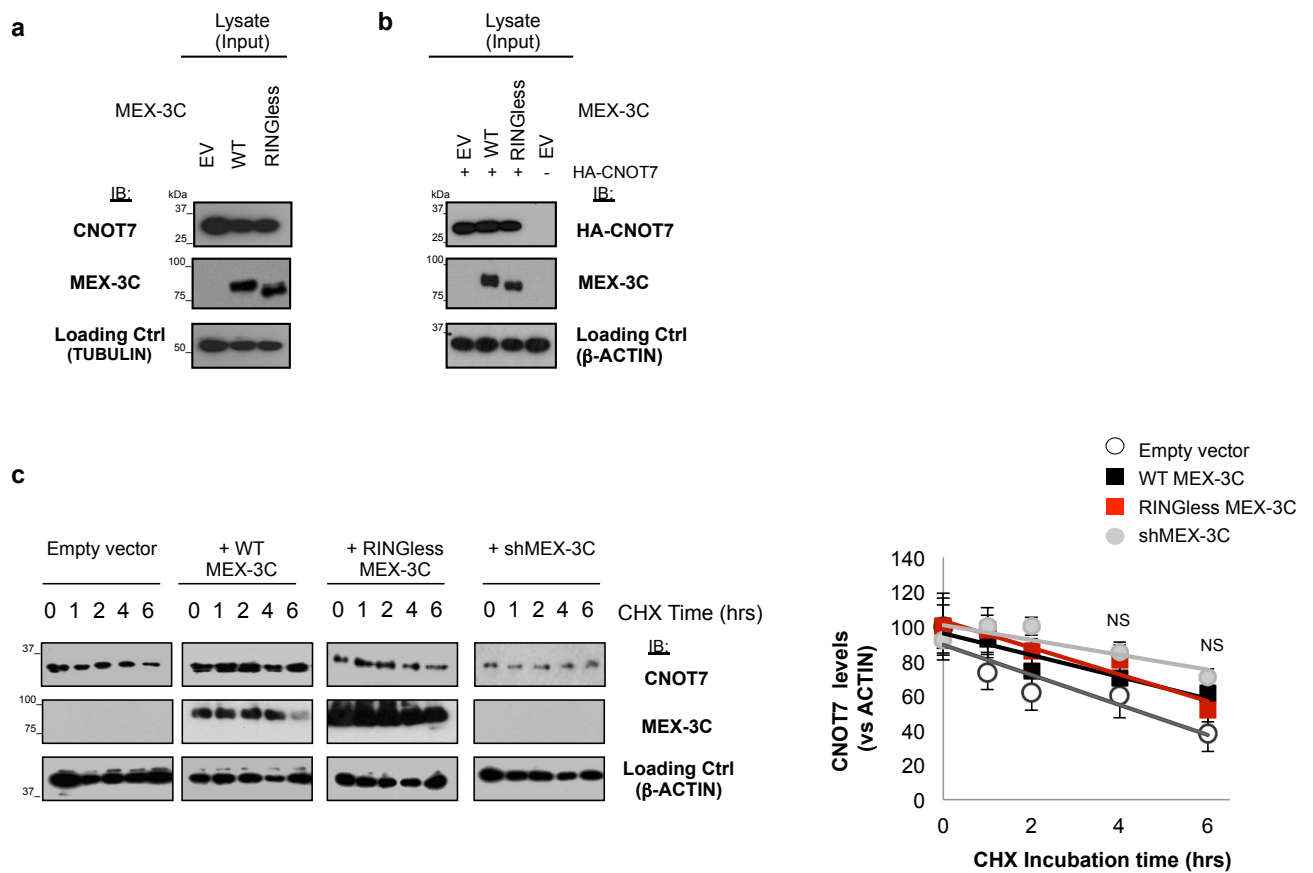 a
Lysate
(Input)
MEX-3C
EV
WT
RINGless
IB:
kDa
37
25
CNOT7
100
75
MEX-3C
50
Loading Ctrl
(TUBULIN)
b
Lysate
(Input)
MEX-3C
EV
WT
RINGless
EV
+ + + - HA-CNOT7
kDa
IB:
37
25
HA-CNOT7
100
75
MEX-3C
37
Loading Ctrl
(β-ACTIN)
c
Empty vector
+ WT
MEX-3C
+ RINGless
MEX-3C
+ shMEX-3C
0 1 2 4 6 0 1 2 4 6 0 1 2 4 6 0 1 2 4 6 CHX Time (hrs)
IB:
37
CNOT7
100
75
MEX-3C
37
Loading Ctrl
(β-ACTIN)
Empty vector
WT MEX-3C
RINGless MEX-3C
shMEX-3C
CNOT7 levels
(vs ACTIN)
140
120
100
80
60
40
20
0
NS
NS
0 2 4 6
CHX Incubation time (hrs)